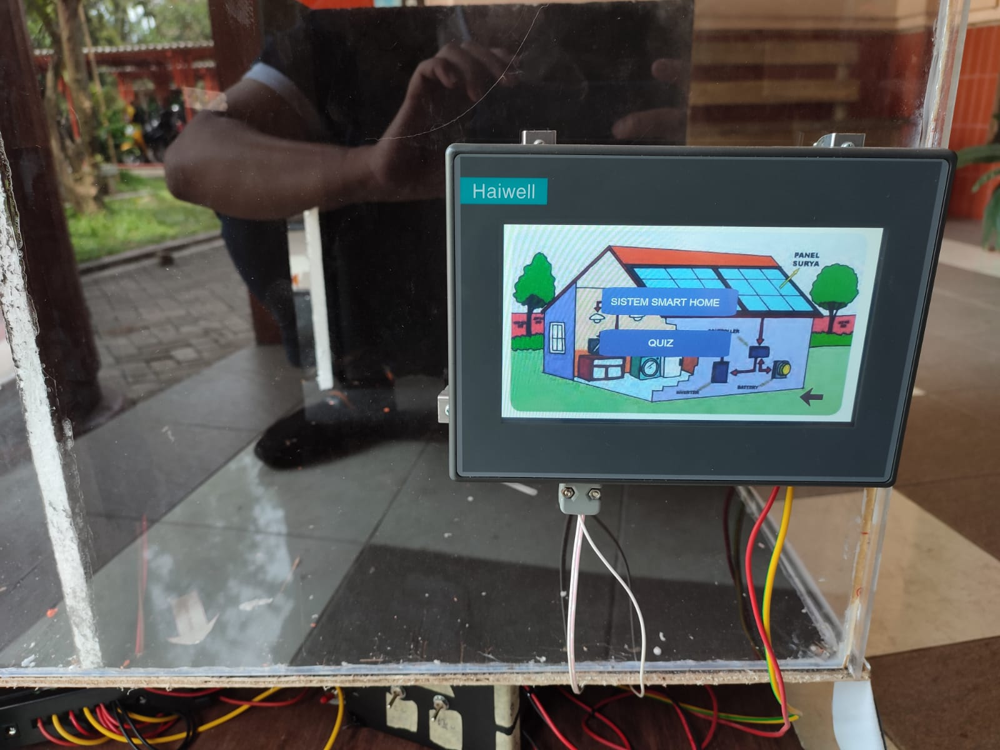 Haiwell
PANEL
SURYA
SISTEM SMART HOME
QUIZ
INVERTER
BATTERY